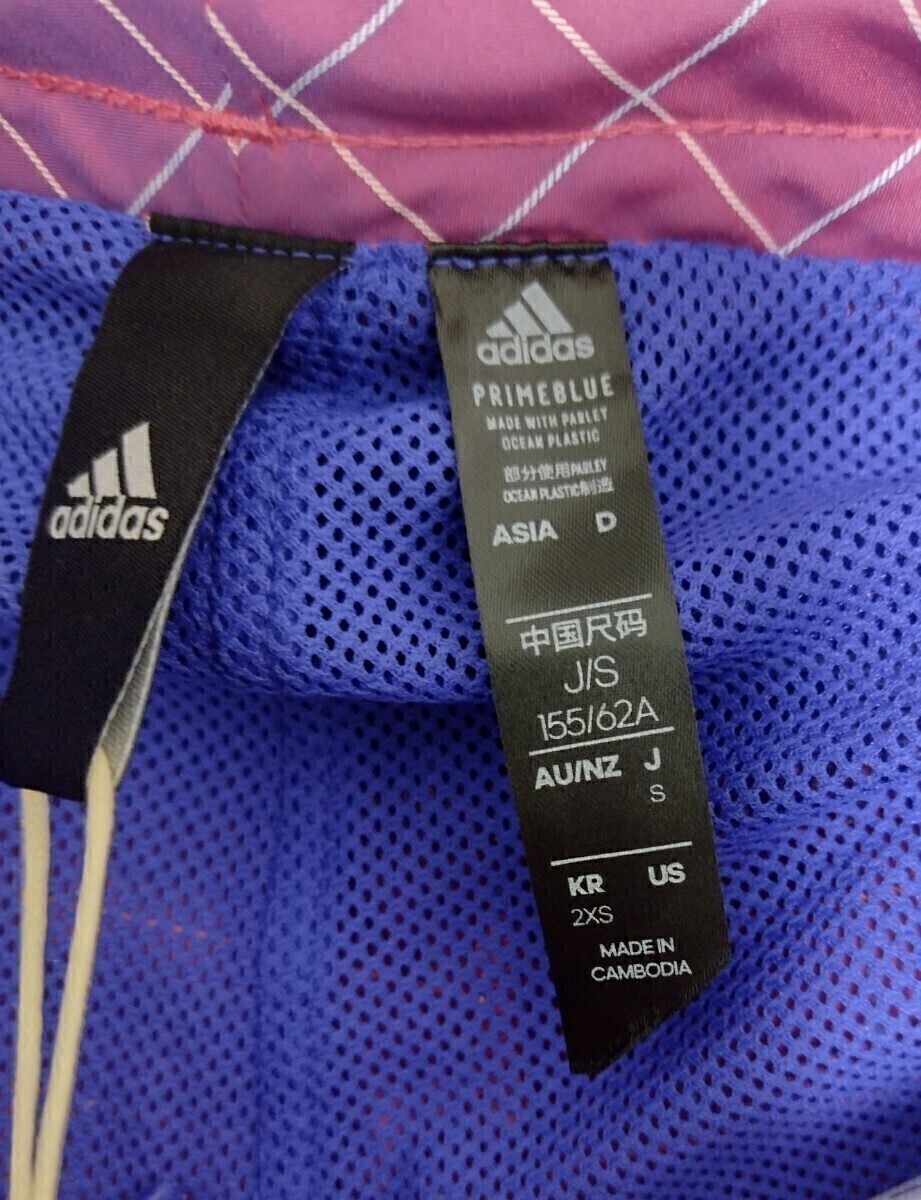 adidas
adidas
PRIMEBLUE
MADE WITH PARLEY
OCEAN PLASTIC
部分使用PARLEY
OCEAN PLASTIC制造
ASIA D
中国尺码
J/S
155/62A
AU/NZ J
S
KR US
2XS
MADE IN
CAMBODIA